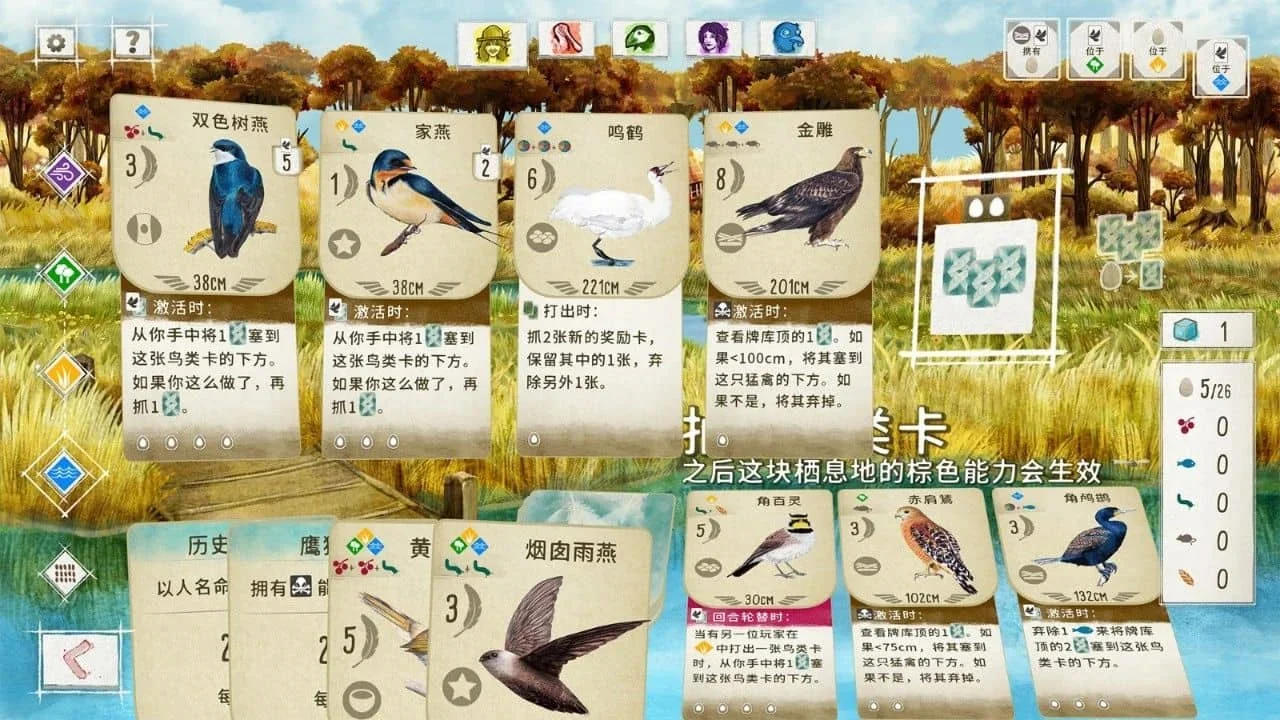 ?
携有
位于
位于
位于
双色树燕
3
5
38CM
激活时:
从你手中将1塞到
这张鸟类卡的下方。
如果你这么做了，再
抓1。
家燕
1
2
38CM
激活时:
从你手中将1塞到
这张鸟类卡的下方。
如果你这么做了，再
抓1。
鸣鹤
6
221CM
打出时:
抓2张新的奖励卡，
保留其中的1张，弃
除另外1张。
金雕
8
201CM
激活时:
查看牌库顶的1。如
果<100cm，将其塞到
这只猛禽的下方。如
果不是，将其弃掉。
1
5/26
0
0
0
0
0
类卡
之后这块栖息地的棕色能力会生效
历史
以人名命
2
每
拥有 能
2
每
黄
5
烟囱雨燕
3
角百灵
5
30CM
回合轮替时:
当有另一位玩家在
中打出一张鸟类卡
时，从你手中将1塞
到这张鸟类卡的下方。
赤肩鵟
3
102CM
激活时:
查看牌库顶的1。如
果<75cm，将其塞到
这只猛禽的下方。如
果不是，将其弃掉。
角鸬鹚
3
132CM
激活时:
弃除1来将牌库
顶的2塞到这张鸟
类卡的下方。